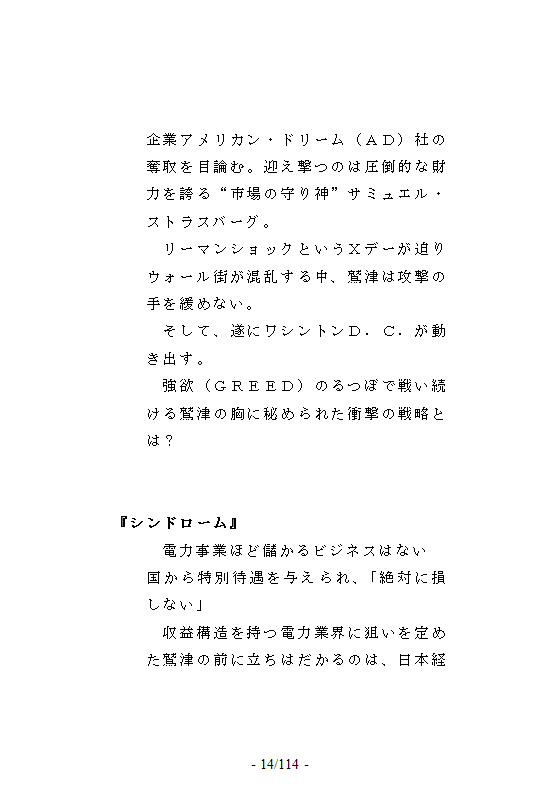 企業アメリカン・ドリーム（ＡＤ）社の
奪取を目論む。迎え撃つのは圧倒的な財
力を誇る“市場の守り神”サミュエル・
ストラスバーグ。
　リーマンショックというＸデーが迫り
ウォール街が混乱する中、鷲津は攻撃の
手を緩めない。
　そして、遂にワシントンＤ．Ｃ．が動
き出す。
　強欲（ＧＲＥＥＤ）のるつぼで戦い続
ける鷲津の胸に秘められた衝撃の戦略と
は？
『シンドローム』
　電力事業ほど儲かるビジネスはない
国から特別待遇を与えられ、「絶対に損
しない」
　収益構造を持つ電力業界に狙いを定め
た鷲津の前に立ちはだかるのは、日本経
- 14/114 -